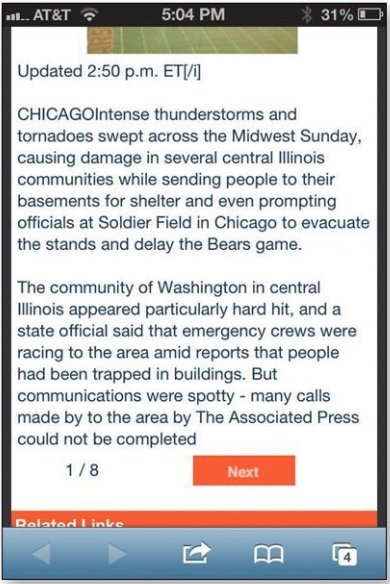 AT&T 5:04 PM 31%
BEARS
Updated 2:50 p.m. ET[/i]
CHICAGOIntense thunderstorms and
tornadoes swept across the Midwest Sunday,
causing damage in several central Illinois
communities while sending people to their
basements for shelter and even prompting
officials at Soldier Field in Chicago to evacuate
the stands and delay the Bears game.
The community of Washington in central
Illinois appeared particularly hard hit, and a
state official said that emergency crews were
racing to the area amid reports that people
had been trapped in buildings. But
communications were spotty - many calls
made by to the area by The Associated Press
could not be completed
1 / 8 Next
Related Links
4